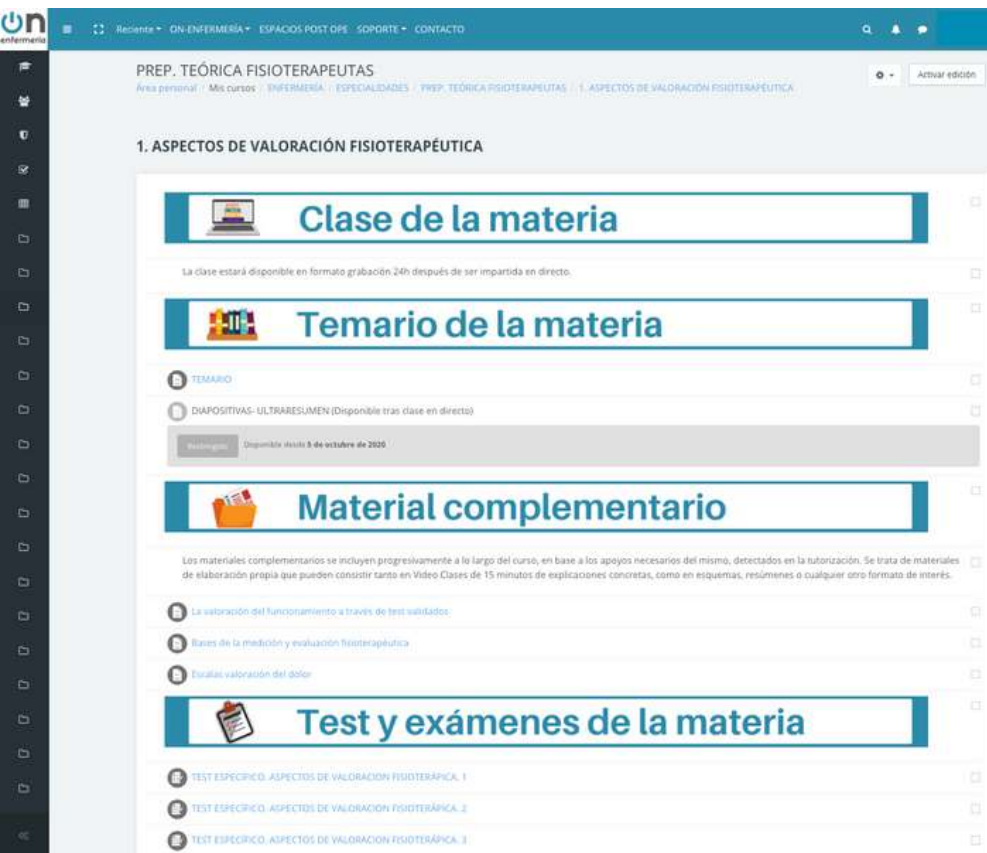 on
enfermería
Reciente ON-ENFERMERÍA ESPACIOS POST OPE SOPORTE CONTACTO
PREP. TEÓRICA FISIOTERAPEUTAS
Activar edición
Área personal / Mis cursos / ENFERMERÍA / ESPECIALIDADES / PREP. TEÓRICA FISIOTERAPEUTAS / 1. ASPECTOS DE VALORACIÓN FISIOTERAPÉUTICA
1. ASPECTOS DE VALORACIÓN FISIOTERAPÉUTICA
Clase de la materia
La clase estará disponible en formato grabación 24h después de ser impartida en directo.
Temario de la materia
TEMARIO
DIAPOSITIVAS- ULTRARESUMEN (Disponible tras clase en directo)
Restringido Disponible desde 5 de octubre de 2020
Material complementario
Los materiales complementarios se incluyen progresivamente a lo largo del curso, en base a los apoyos necesarios del mismo, detectados en la tutorización. Se trata de materiales
de elaboración propia que pueden consistir tanto en Video Clases de 15 minutos de explicaciones concretas, como en esquemas, resúmenes o cualquier otro formato de interés.
La valoración del funcionamiento a través de test validados
Bases de la medición y evaluación fisioterapéutica
Escalas valoración del dolor
Test y exámenes de la materia
TEST ESPECÍFICO. ASPECTOS DE VALORACIÓN FISIOTERÁPICA. 1
TEST ESPECÍFICO. ASPECTOS DE VALORACIÓN FISIOTERÁPICA. 2
TEST ESPECÍFICO. ASPECTOS DE VALORACIÓN FISIOTERÁPICA. 3